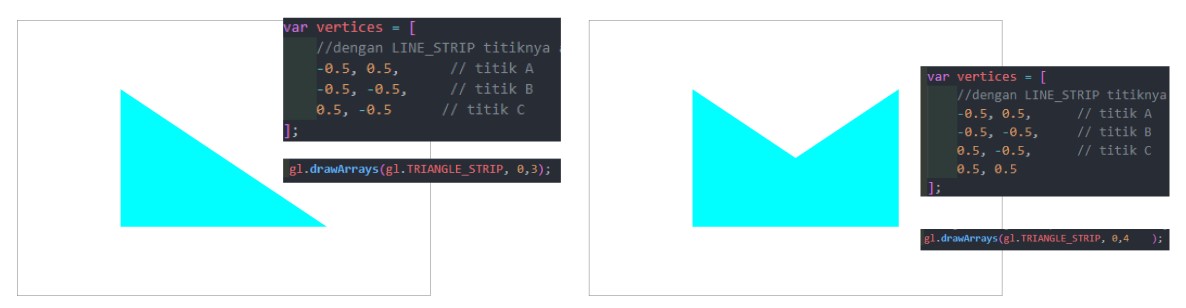 var vertices = [
//dengan LINE_STRIP titiknya
-0.5, 0.5, // titik A
-0.5, -0.5, // titik B
0.5, -0.5 // titik C
];
gl.drawArrays(gl.TRIANGLE_STRIP, 0,3);
var vertices = [
//dengan LINE_STRIP titiknya
-0.5, 0.5, // titik A
-0.5, -0.5, // titik B
0.5, -0.5, // titik C
0.5, 0.5
];
gl.drawArrays(gl.TRIANGLE_STRIP, 0,4 );